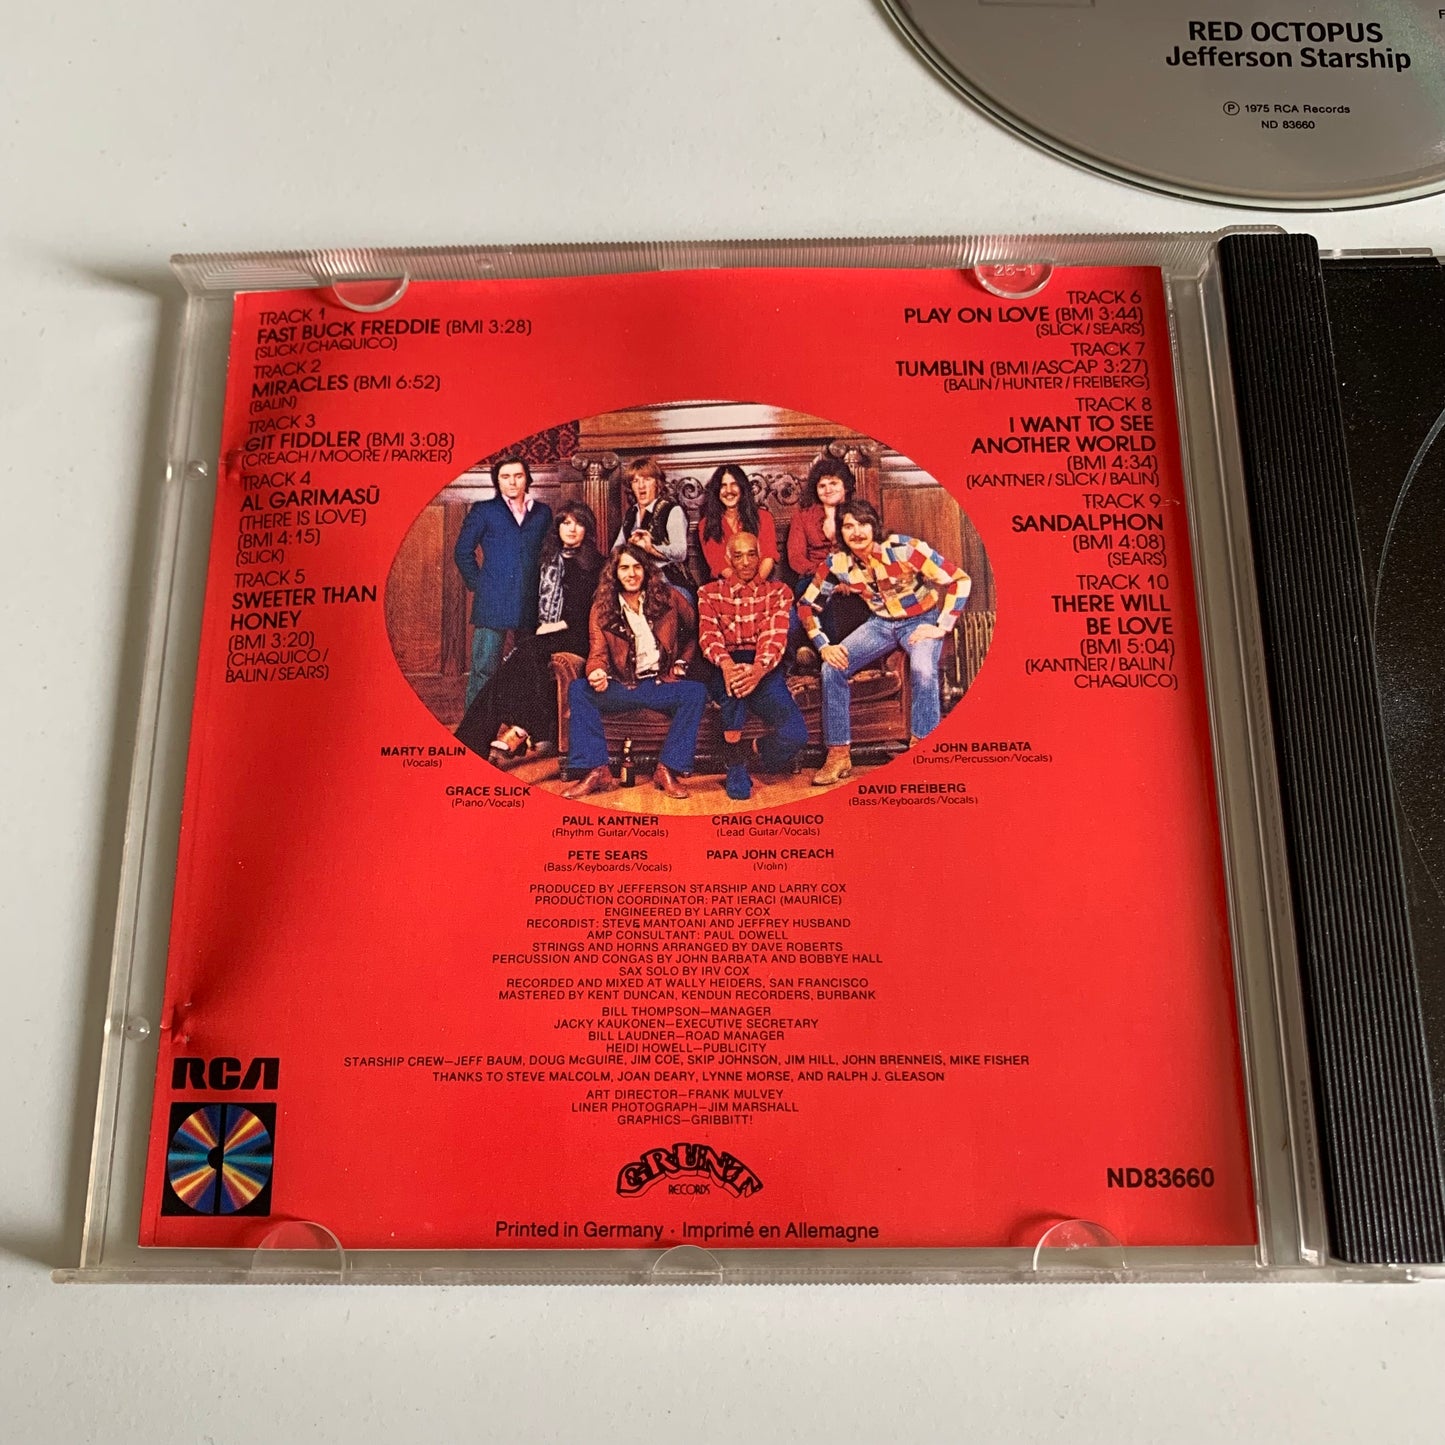 RED OCTOPUS
Jefferson Starship
Ⓟ 1975 RCA Records
ND 83660
25-1
TRACK 1
FAST BUCK FREDDIE (BMI 3:28)
(SLICK/CHAQUICO)
TRACK 2
MIRACLES (BMI 6:52)
(BALIN)
TRACK 3
GIT FIDDLER (BMI 3:08)
(CREACH/MOORE/PARKER)
TRACK 4
AL GARIMASŪ
(THERE IS LOVE)
(BMI 4:15)
(SLICK)
TRACK 5
SWEETER THAN
HONEY
(BMI 3:20)
(CHAQUICO/
BALIN/SEARS)
TRACK 6
PLAY ON LOVE (BMI 3:44)
(SLICK/SEARS)
TRACK 7
TUMBLIN (BMI/ASCAP 3:27)
(BALIN/HUNTER/FREIBERG)
TRACK 8
I WANT TO SEE
ANOTHER WORLD
(BMI 4:34)
(KANTNER/SLICK/BALIN)
TRACK 9
SANDALPHON
(BMI 4:08)
(SEARS)
TRACK 10
THERE WILL
BE LOVE
(BMI 5:04)
(KANTNER/BALIN/
CHAQUICO)
MARTY BALIN
(Vocals)
GRACE SLICK
(Piano/Vocals)
PAUL KANTNER
(Rhythm Guitar/Vocals)
PETE SEARS
(Bass/Keyboards/Vocals)
JOHN BARBATA
(Drums/Percussion/Vocals)
DAVID FREIBERG
(Bass/Keyboards/Vocals)
CRAIG CHAQUICO
(Lead Guitar/Vocals)
PAPA JOHN CREACH
(Violin)
PRODUCED BY JEFFERSON STARSHIP AND LARRY COX
PRODUCTION COORDINATOR: PAT IERACI (MAURICE)
ENGINEERED BY LARRY COX
RECORDIST: STEVE MANTOANI AND JEFFREY HUSBAND
AMP CONSULTANT: PAUL DOWELL
STRINGS AND HORNS ARRANGED BY DAVE ROBERTS
PERCUSSION AND CONGAS BY JOHN BARBATA AND BOBBYE HALL
SAX SOLO BY IRV COX
RECORDED AND MIXED AT WALLY HEIDERS, SAN FRANCISCO
MASTERED BY KENT DUNCAN, KENDUN RECORDERS, BURBANK
BILL THOMPSON—MANAGER
JACKY KAUKONEN—EXECUTIVE SECRETARY
BILL LAUDNER—ROAD MANAGER
HEIDI HOWELL—PUBLICITY
STARSHIP CREW—JEFF BAUM, DOUG McGUIRE, JIM COE, SKIP JOHNSON, JIM HILL, JOHN BRENNEIS, MIKE FISHER
THANKS TO STEVE MALCOLM, JOAN DEARY, LYNNE MORSE, AND RALPH J. GLEASON
ART DIRECTOR—FRANK MULVEY
LINER PHOTOGRAPH—JIM MARSHALL
GRAPHICS—GRIBBITT!
RCA
GRUNT
RECORDS
ND83660
Printed in Germany · Imprimé en Allemagne